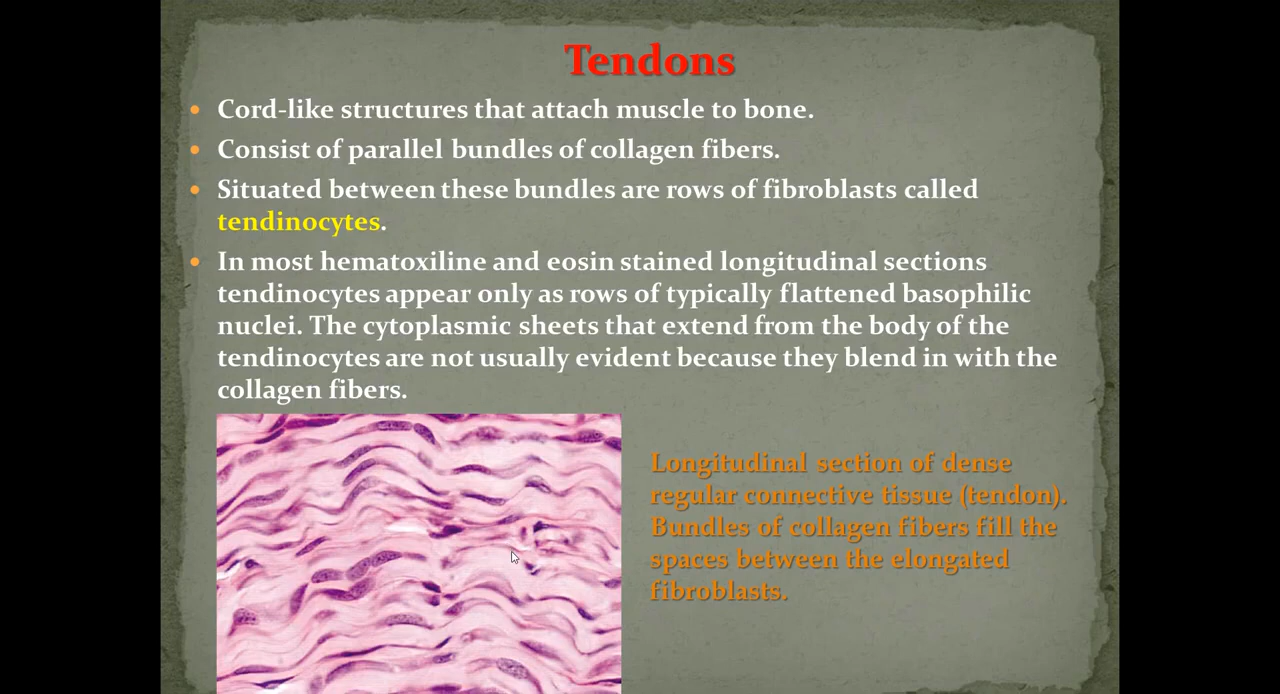 Tendons
Cord-like structures that attach muscle to bone.
Consist of parallel bundles of collagen fibers.
Situated between these bundles are rows of fibroblasts called
tendinocytes.
In most hematoxiline and eosin stained longitudinal sections
tendinocytes appear only as rows of typically flattened basophilic
nuclei. The cytoplasmic sheets that extend from the body of the
tendinocytes are not usually evident because they blend in with the
collagen fibers.
Longitudinal section of dense
regular connective tissue (tendon).
Bundles of collagen fibers fill the
spaces between the elongated
fibroblasts.